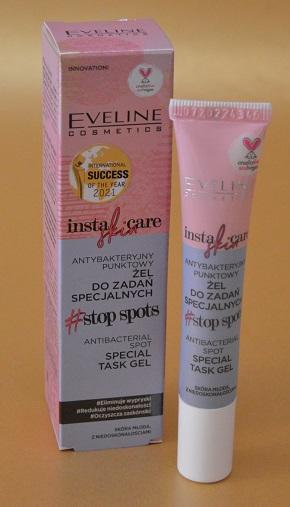 INNOVATION!
EVELINE
COSMETICS
INTERNATIONAL
SUCCESS
OF THE YEAR
2021
insta skin care
ANTYBAKTERYJNY
PUNKTOWY
ŻEL
DO ZADAŃ
SPECJALNYCH
#stop spots
ANTIBACTERIAL
SPOT
SPECIAL
TASK GEL
#Eliminuje wypryski
#Redukuje niedoskonałości
#Oczyszcza zaskórniki
SKÓRA MŁODA,
Z NIEDOSKONAŁOŚCIAMI
EVELINE
COSMETICS
insta skin care
ANTYBAKTERYJNY
PUNKTOWY
ŻEL
DO ZADAŃ
SPECJALNYCH
#stop spots
ANTIBACTERIAL
SPOT
SPECIAL
TASK GEL
SKÓRA MŁODA,
Z NIEDOSKONAŁOŚCIAMI